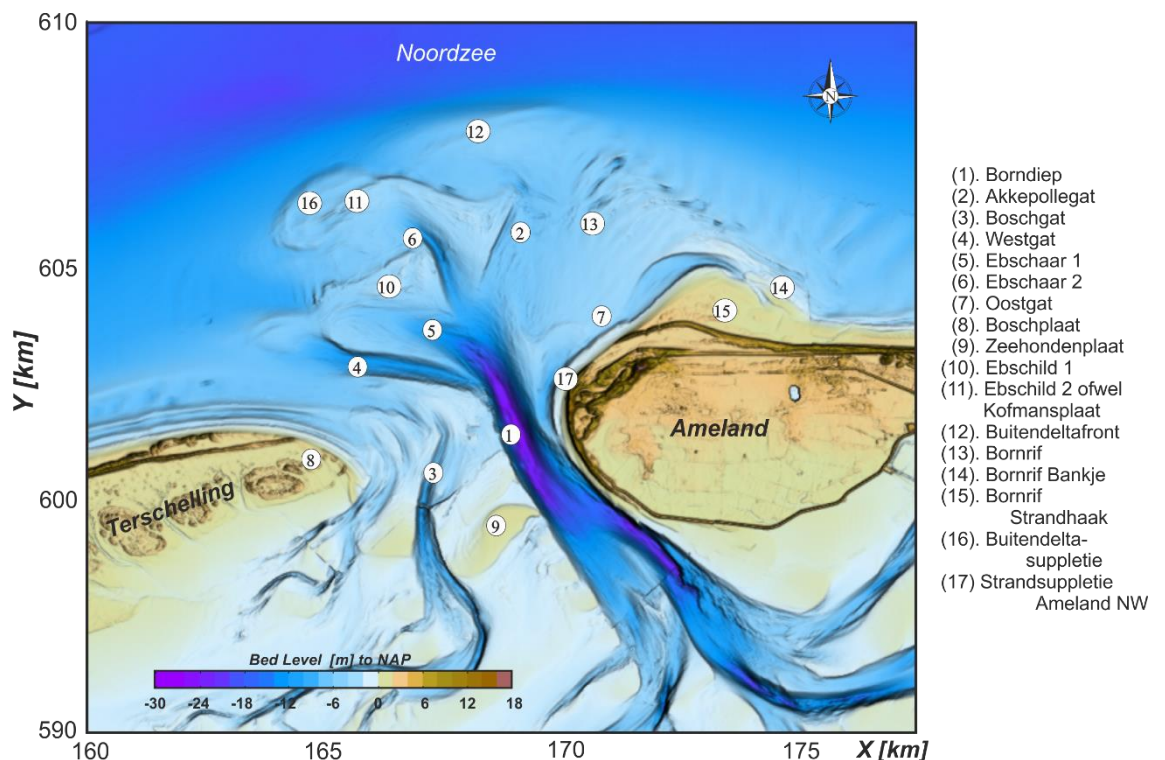 610
Noordzee
N
12
16
11
13
2
6
605
10
14
15
7
5
4
17
Ameland
1
8
3
600
Terschelling
9
Y [km]
Bed Level [m] to NAP
-30 -24 -18 -12 -6 0 6 12 18
590
160 165 170 175 X [km]
(1). Borndiep
(2). Akkepollegat
(3). Boschgat
(4). Westgat
(5). Ebschaar 1
(6). Ebschaar 2
(7). Oostgat
(8). Boschplaat
(9). Zeehondenplaat
(10). Ebschild 1
(11). Ebschild 2 ofwel
Kofmansplaat
(12). Buitendeltafront
(13). Bornrif
(14). Bornrif Bankje
(15). Bornrif
Strandhaak
(16). Buitendelta-
suppletie
(17) Strandsuppletie
Ameland NW